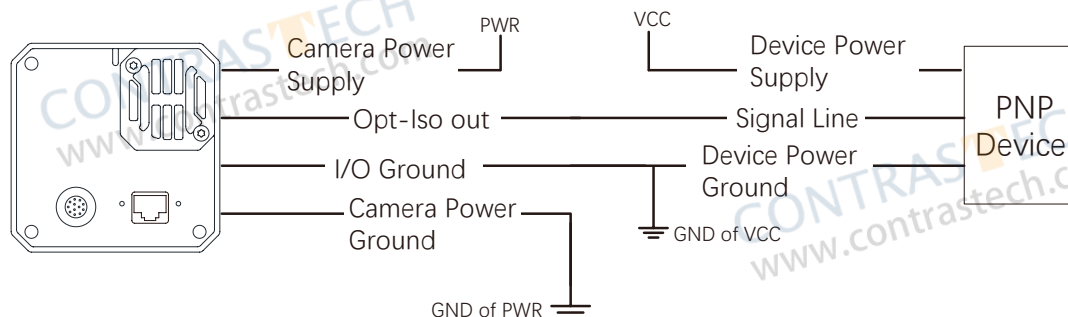 CONTRASTECH
www.contrastech.com
PWR
VCC
Camera Power
Supply
Device Power
Supply
Opt-Iso out
Signal Line
PNP
Device
I/O Ground
Device Power
Ground
Camera Power
Ground
GND of VCC
GND of PWR
CONTRASTECH
www.contrastech.c